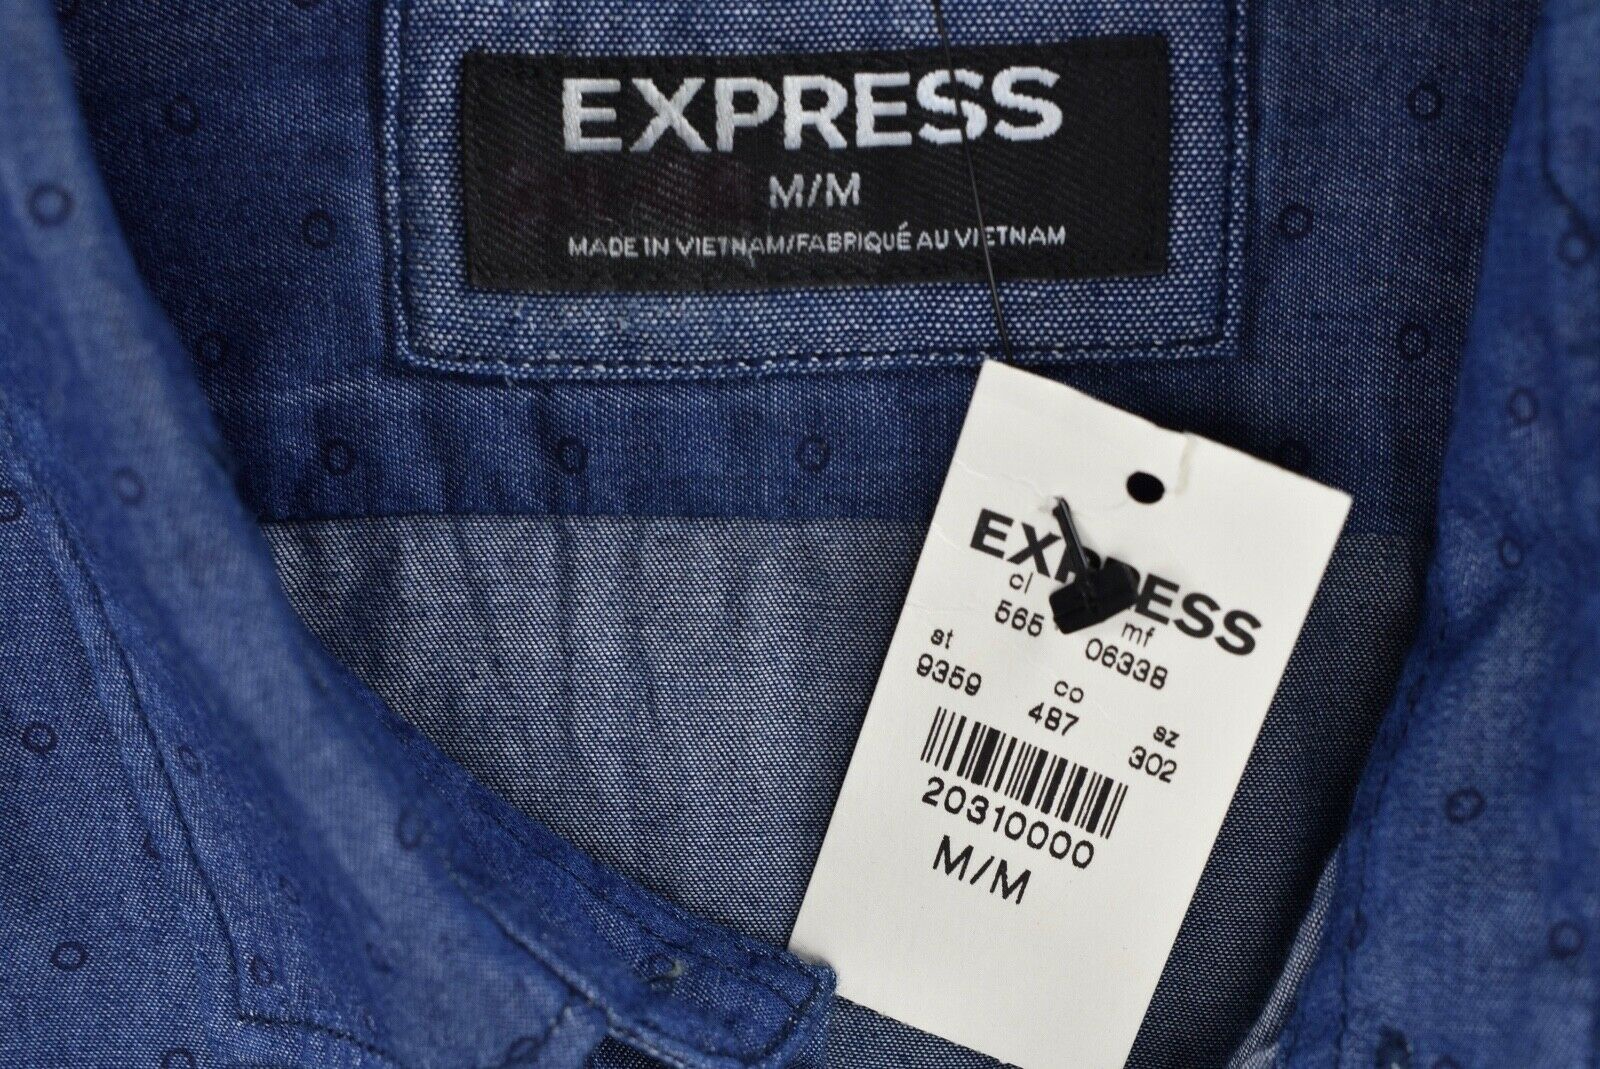 EXPRESS
M/M
MADE IN VIETNAM/FABRIQUÉ AU VIETNAM
EXPRESS
cl mf
565 06338
st co sz
9359 487 302
20310000
M/M